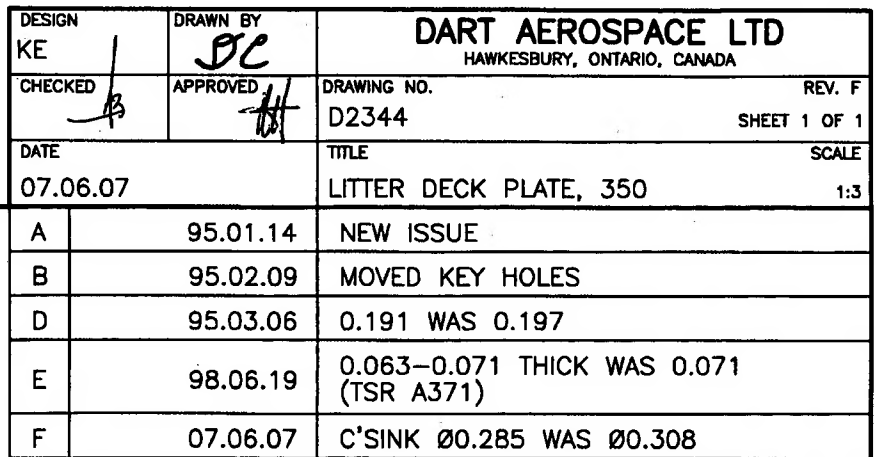 DESIGN
KE
DRAWN BY
DART AEROSPACE LTD
HAWKESBURY, ONTARIO, CANADA
CHECKED
APPROVED
DRAWING NO.
REV. F
D2344
SHEET 1 OF 1
DATE
TITLE
SCALE
07.06.07
LITTER DECK PLATE, 350
1:3
A 95.01.14 NEW ISSUE
B 95.02.09 MOVED KEY HOLES
D 95.03.06 0.191 WAS 0.197
E 98.06.19 0.063–0.071 THICK WAS 0.071
(TSR A371)
F 07.06.07 C'SINK Ø0.285 WAS Ø0.308